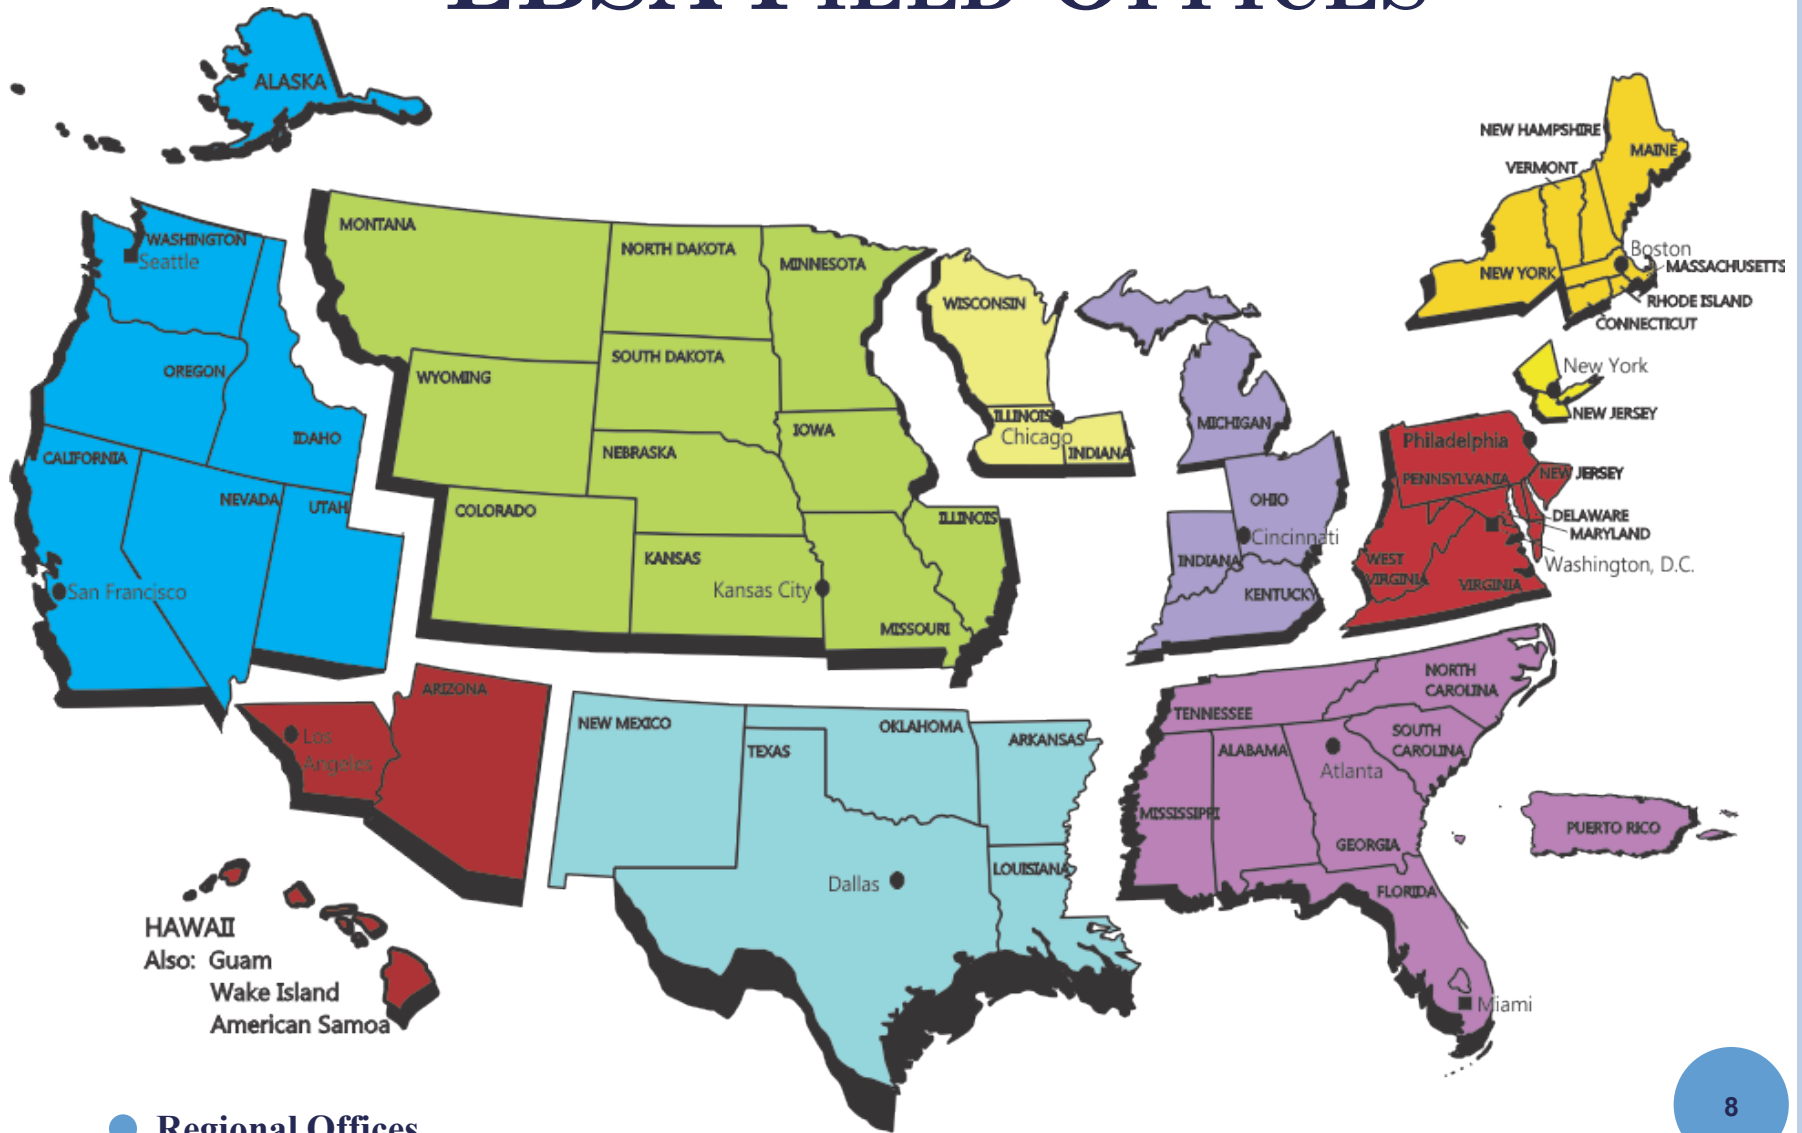 EBSA FIELD OFFICES
ALASKA
NEW HAMPSHIRE
MAINE
VERMONT
Boston
NEW YORK
MASSACHUSETTS
RHODE ISLAND
CONNECTICUT
New York
NEW JERSEY
WASHINGTON
Seattle
OREGON
IDAHO
CALIFORNIA
NEVADA
UTAH
San Francisco
MONTANA
NORTH DAKOTA
MINNESOTA
SOUTH DAKOTA
WYOMING
NEBRASKA
IOWA
COLORADO
KANSAS
ILLINOIS
Kansas City
MISSOURI
WISCONSIN
ILLINOIS
Chicago
INDIANA
MICHIGAN
OHIO
Cincinnati
INDIANA
KENTUCKY
Philadelphia
PENNSYLVANIA
NEW JERSEY
DELAWARE
MARYLAND
WEST
VIRGINIA
Washington, D.C.
VIRGINIA
ARIZONA
Los
Angeles
NEW MEXICO
OKLAHOMA
TEXAS
ARKANSAS
LOUISIANA
Dallas
NORTH
CAROLINA
TENNESSEE
SOUTH
CAROLINA
ALABAMA
Atlanta
MISSISSIPPI
GEORGIA
FLORIDA
Miami
PUERTO RICO
HAWAII
Also: Guam
Wake Island
American Samoa
8
Regional Offices